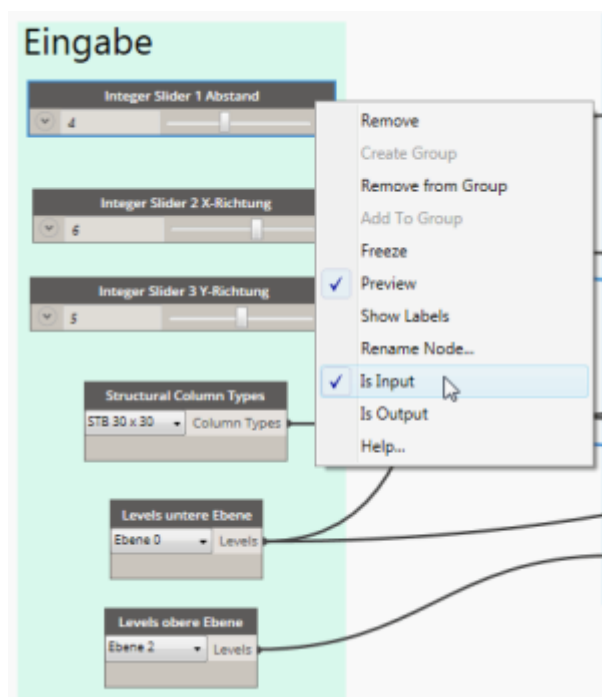 Eingabe
Integer Slider 1 Abstand
4
Integer Slider 2 X-Richtung
6
Integer Slider 3 Y-Richtung
5
Structural Column Types
STB 30 x 30
Column Types
Levels untere Ebene
Ebene 0
Levels
Levels obere Ebene
Ebene 2
Levels
Remove
Create Group
Remove from Group
Add To Group
Freeze
Preview
Show Labels
Rename Node...
Is Input
Is Output
Help...